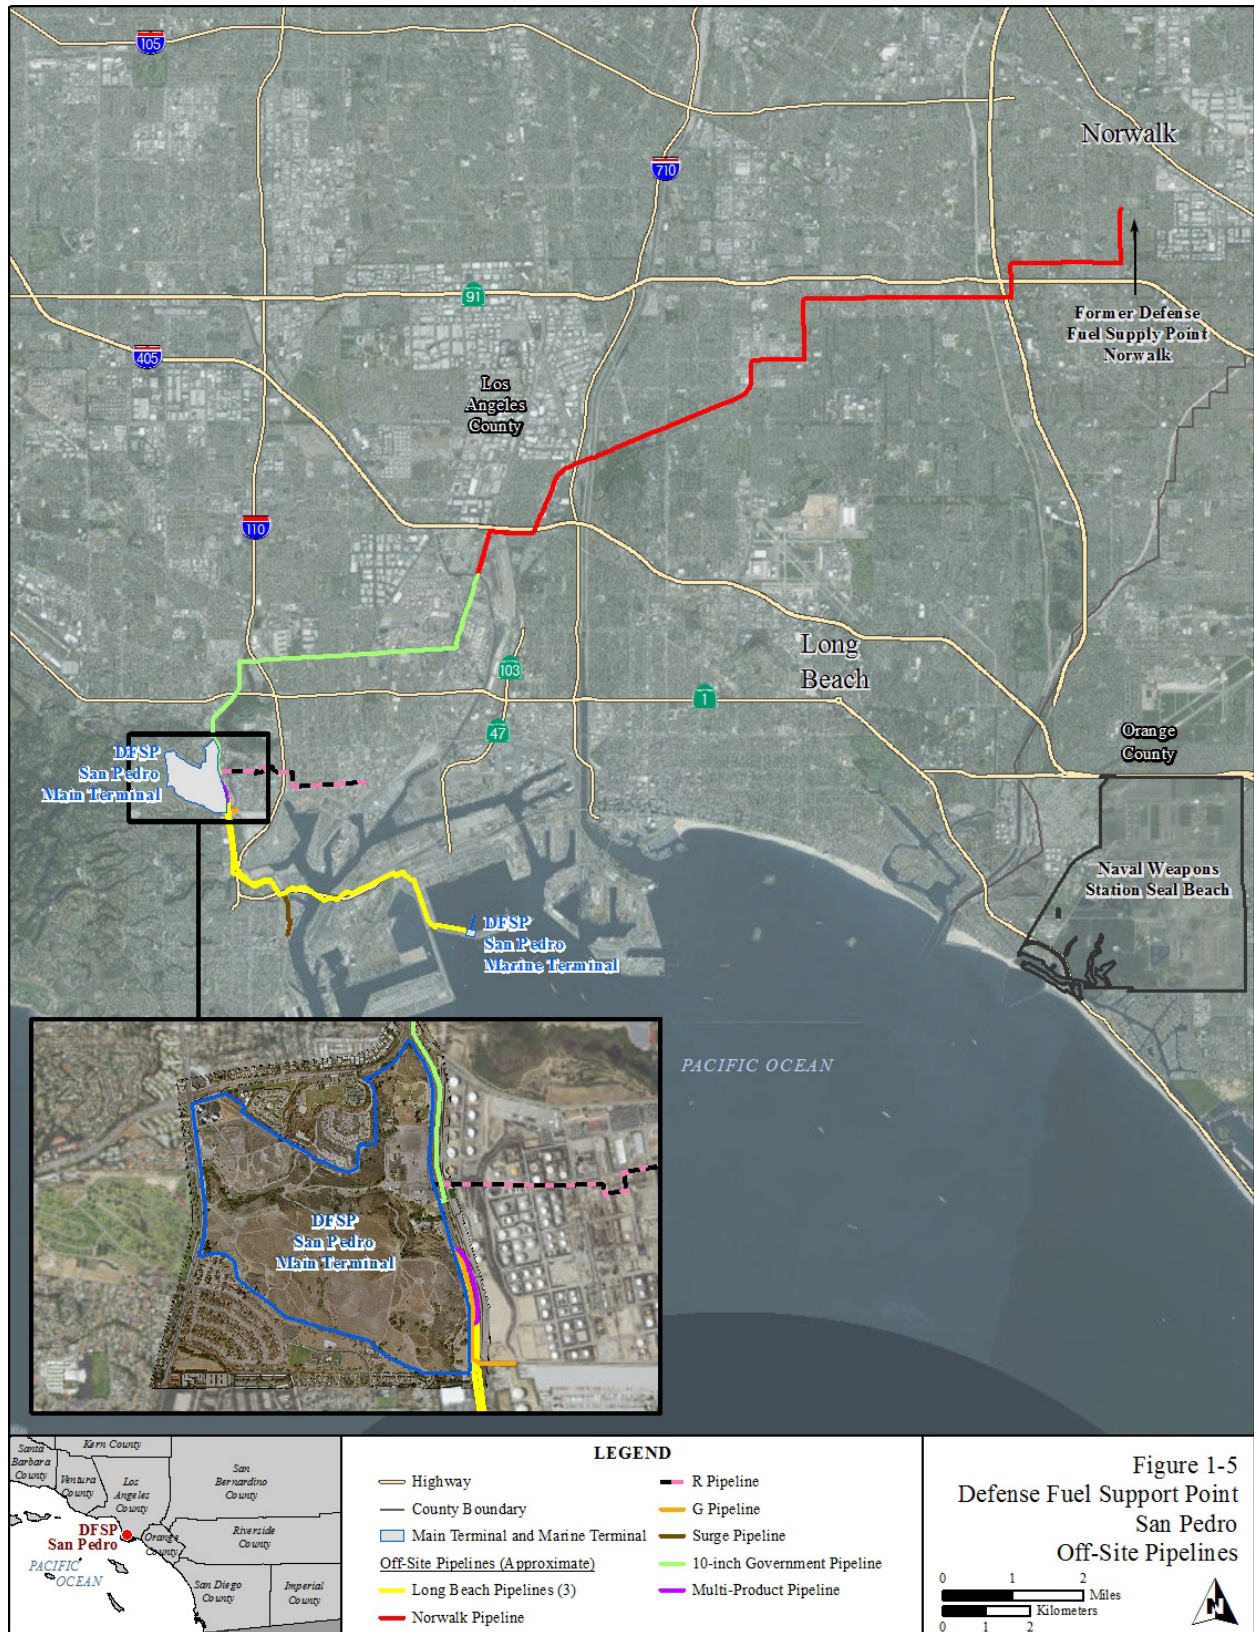 105
Norwalk
710
91
Former Defense
Fuel Supply Point
Norwalk
405
Los
Angeles
County
110
Long
Beach
103
1
47
Orange
County
DFSP
San Pedro
Main Terminal
Naval Weapons
Station Seal Beach
DFSP
San Pedro
Marine Terminal
PACIFIC OCEAN
DFSP
San Pedro
Main Terminal
Santa
Barbara
County
Kern County
Ventura
County
Los
Angeles
County
San
Bernardino
County
DFSP
San Pedro
Orange
County
Riverside
County
PACIFIC
OCEAN
San Diego
County
Imperial
County
LEGEND
Highway
County Boundary
Main Terminal and Marine Terminal
Off-Site Pipelines (Approximate)
Long Beach Pipelines (3)
Norwalk Pipeline
R Pipeline
G Pipeline
Surge Pipeline
10-inch Government Pipeline
Multi-Product Pipeline
Figure 1-5
Defense Fuel Support Point
San Pedro
Off-Site Pipelines
0 1 2
Miles
Kilometers
0 1 2
N